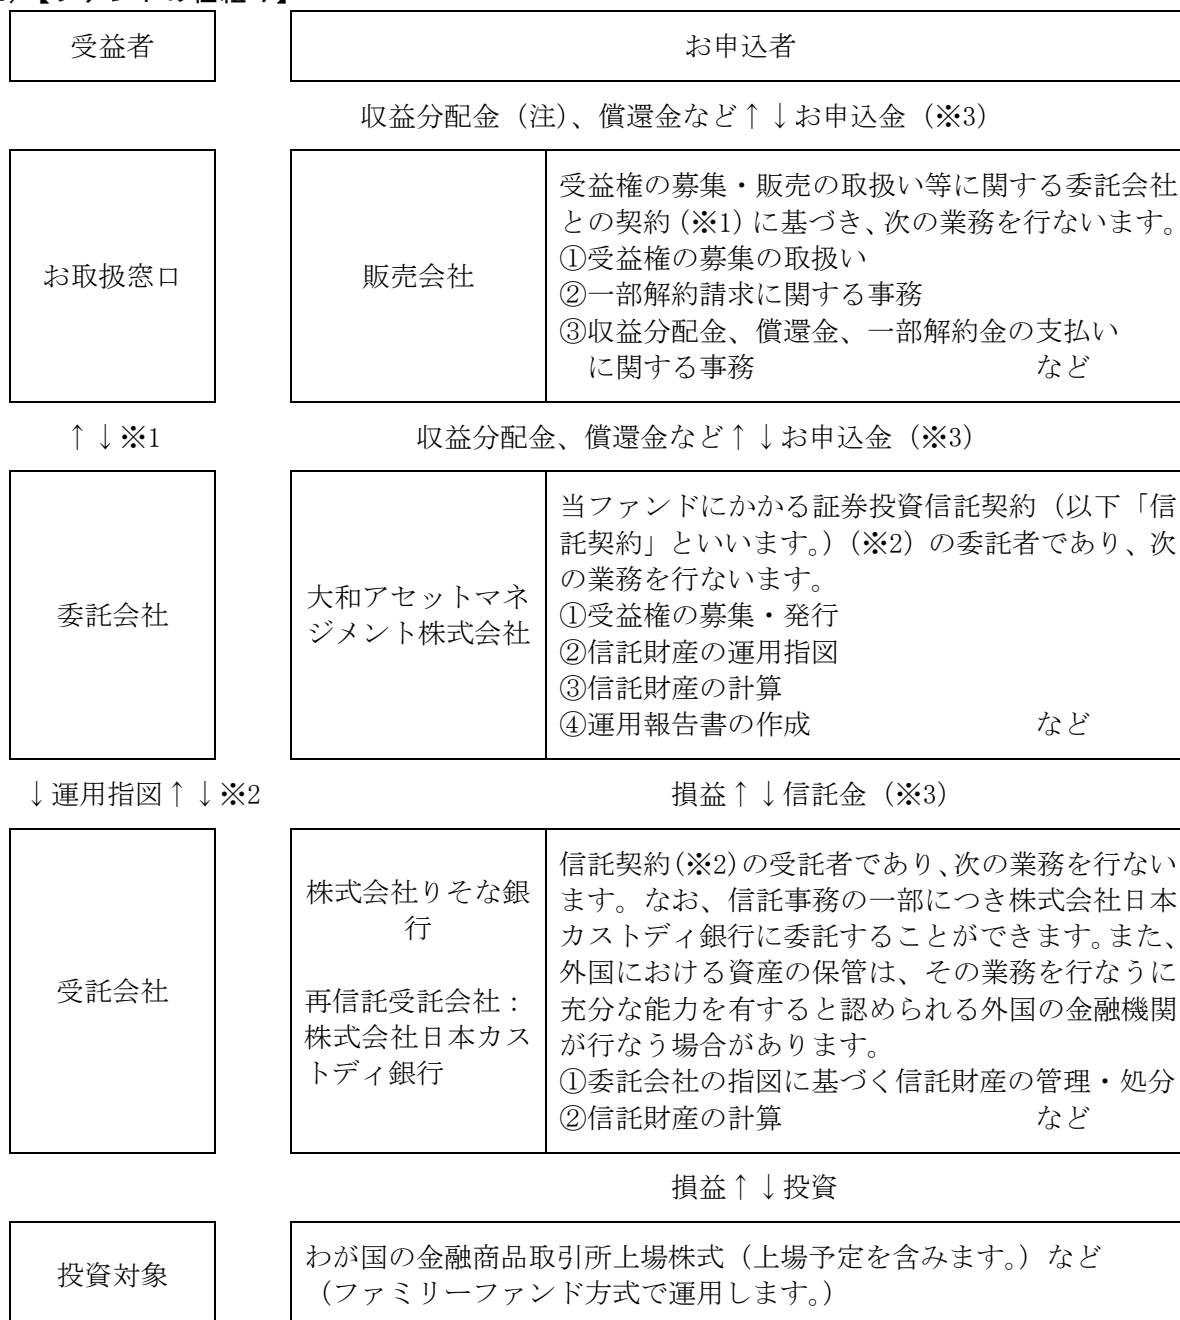 受益者
お申込者
収益分配金(注)、償還金など↑↓お申込金(※3)
お取扱窓口
販売会社
受益権の募集・販売の取扱い等に関する委託会社
との契約(※1)に基づき、次の業務を行ないます。
①受益権の募集の取扱い
②一部解約請求に関する事務
③収益分配金、償還金、一部解約金の支払い
に関する事務 など
↑↓※1
収益分配金、償還金など↑↓お申込金(※3)
委託会社
大和アセットマネ
ジメント株式会社
当ファンドにかかる証券投資信託契約(以下「信
託契約」といいます。)(※2)の委託者であり、次
の業務を行ないます。
①受益権の募集・発行
②信託財産の運用指図
③信託財産の計算
④運用報告書の作成 など
↓運用指図↑↓※2
損益↑↓信託金(※3)
受託会社
株式会社りそな銀
行
再信託受託会社:
株式会社日本カス
トディ銀行
信託契約(※2)の受託者であり、次の業務を行ない
ます。なお、信託事務の一部につき株式会社日本
カストディ銀行に委託することができます。また、
外国における資産の保管は、その業務を行なうに
充分な能力を有すると認められる外国の金融機関
が行なう場合があります。
①委託会社の指図に基づく信託財産の管理・処分
②信託財産の計算 など
損益↑↓投資
投資対象
わが国の金融商品取引所上場株式(上場予定を含みます。)など
(ファミリーファンド方式で運用します。)